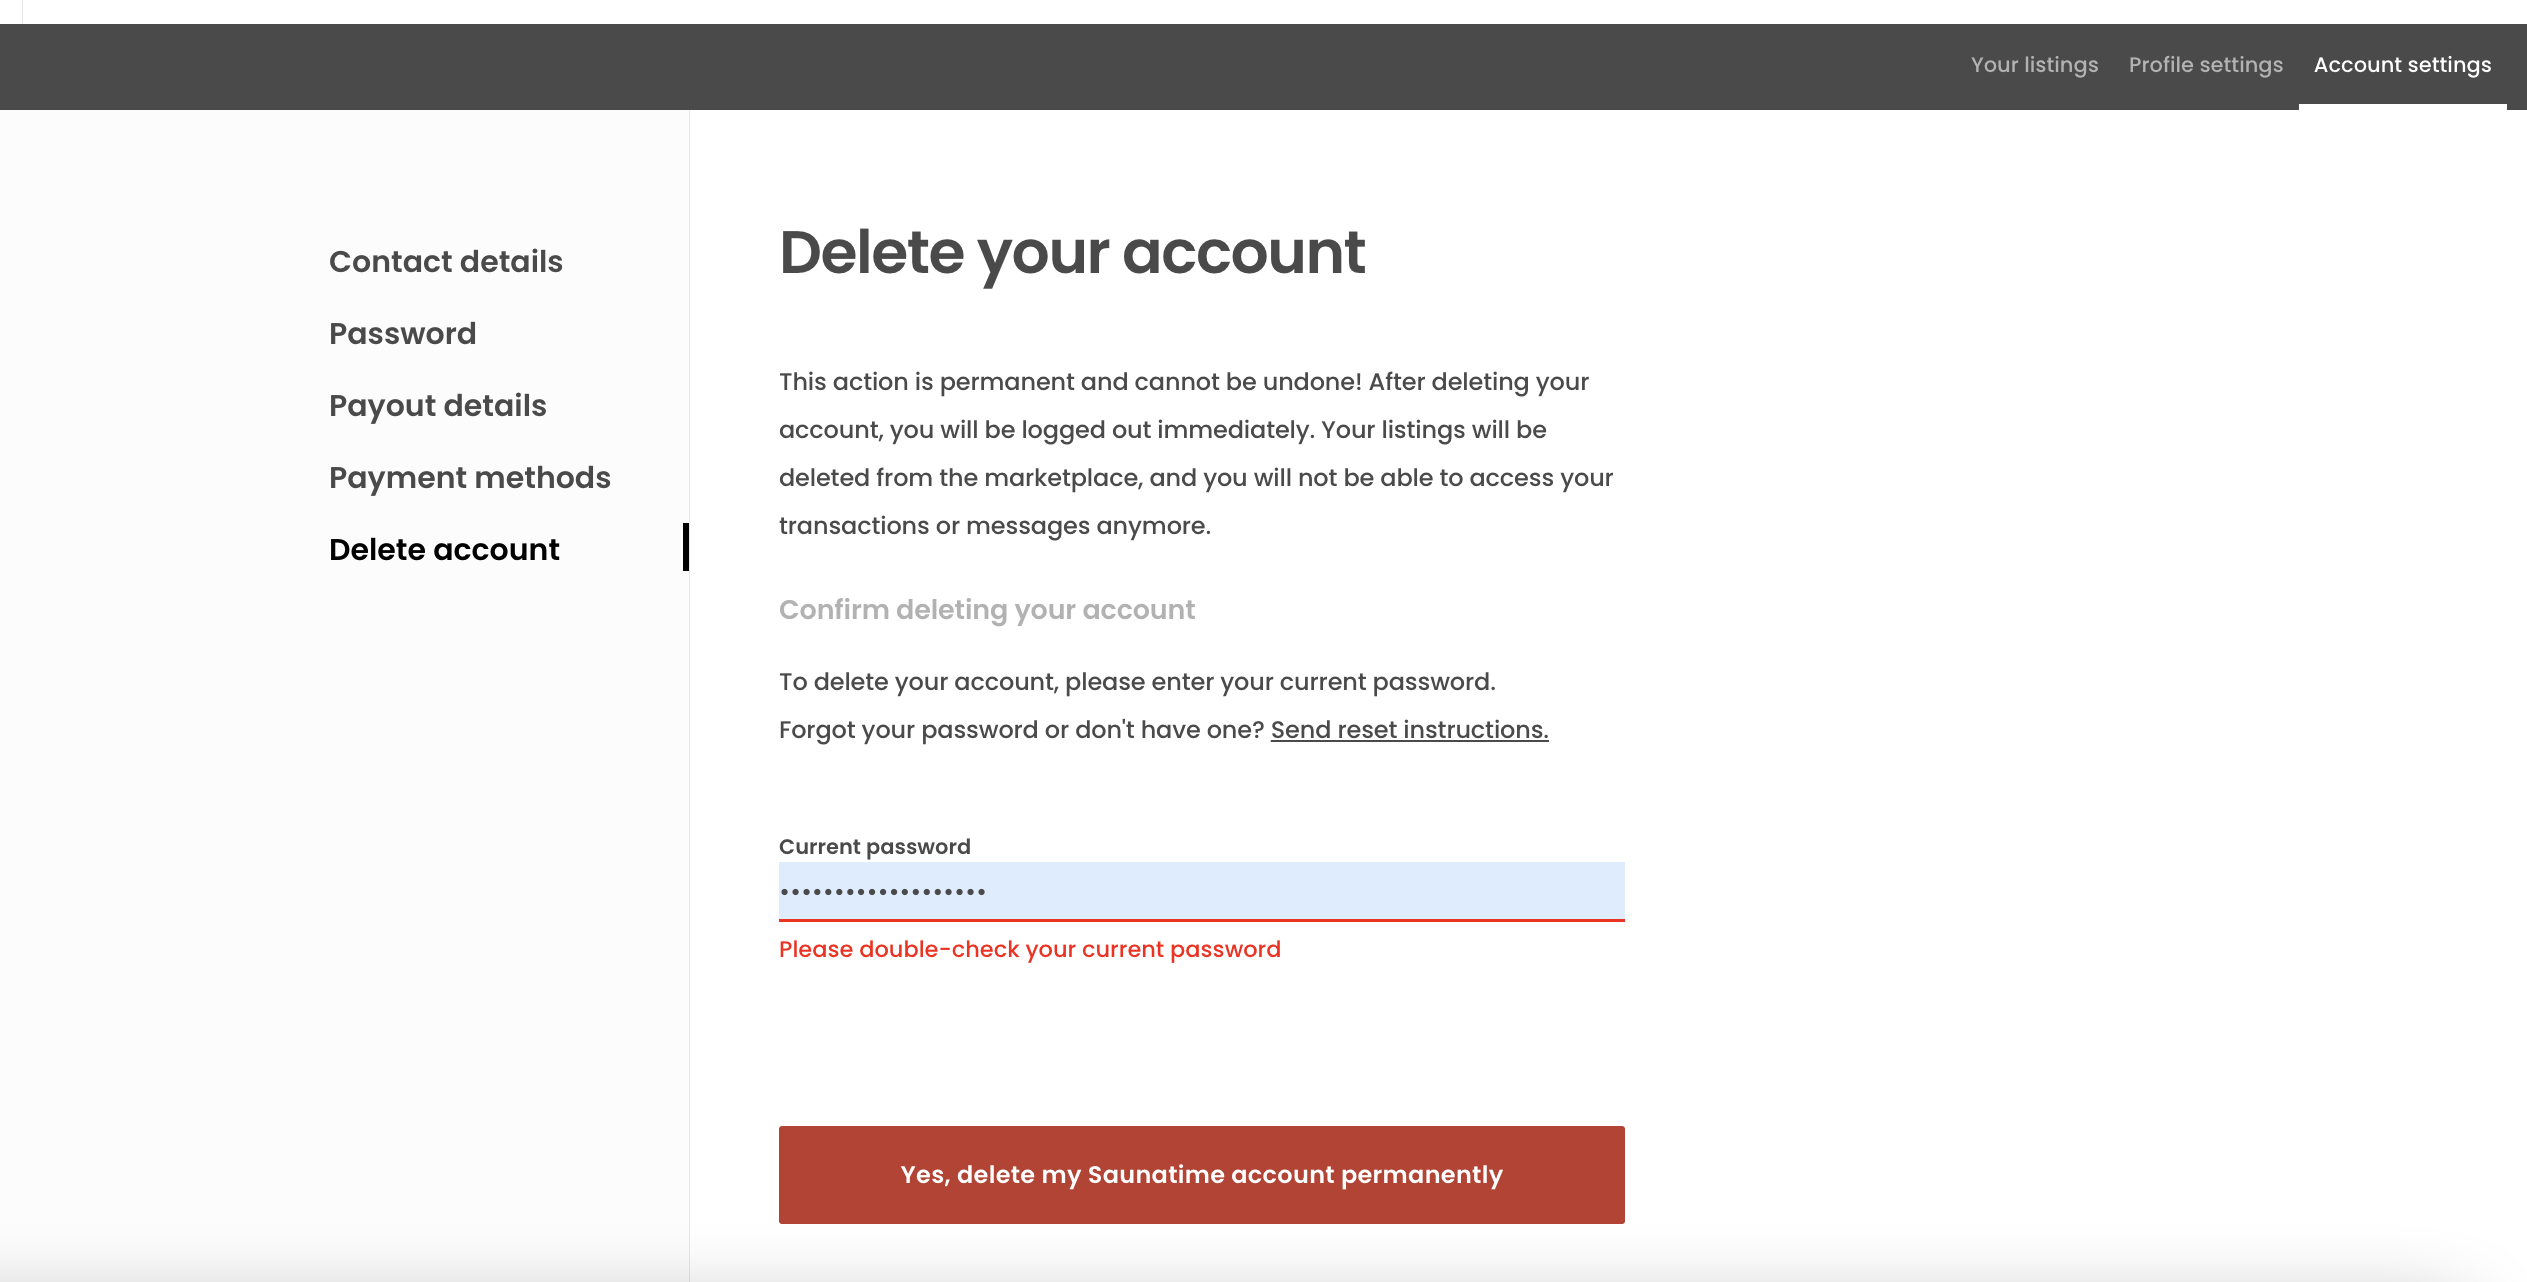 Your listings Profile settings Account settings
Contact details
Password
Payout details
Payment methods
Delete account
Delete your account
This action is permanent and cannot be undone! After deleting your
account, you will be logged out immediately. Your listings will be
deleted from the marketplace, and you will not be able to access your
transactions or messages anymore.
Confirm deleting your account
To delete your account, please enter your current password.
Forgot your password or don't have one? Send reset instructions.
Current password
•••••••••••••••••••
Please double-check your current password
Yes, delete my Saunatime account permanently